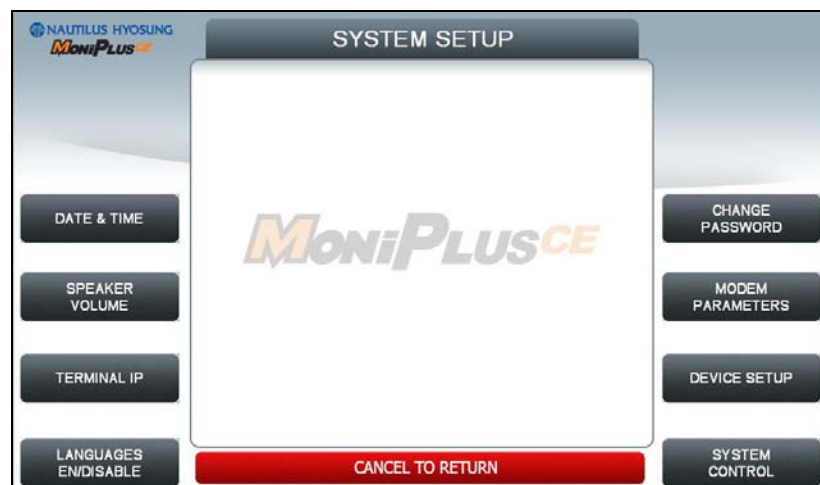 NAUTILUS HYOSUNG
MONIPLUS CE
SYSTEM SETUP
MONIPLUS CE
DATE & TIME
SPEAKER
VOLUME
TERMINAL IP
LANGUAGES
EN/DISABLE
CHANGE
PASSWORD
MODEM
PARAMETERS
DEVICE SETUP
SYSTEM
CONTROL
CANCEL TO RETURN